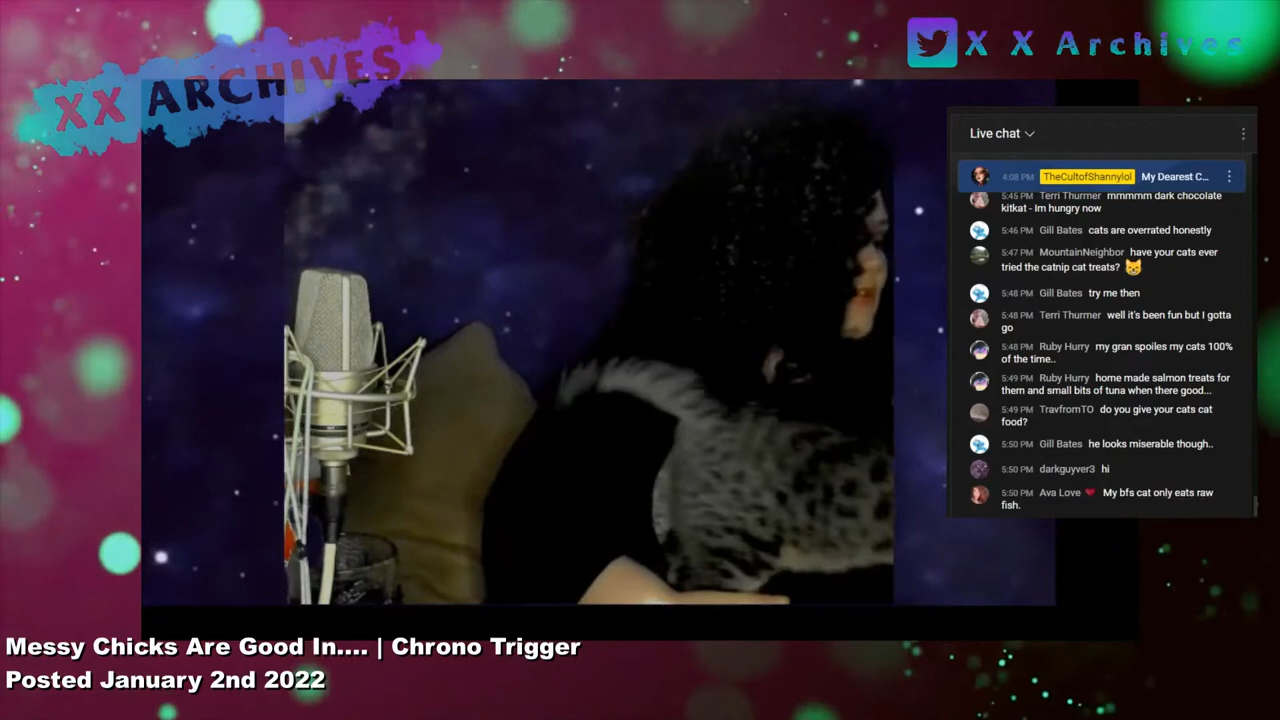 XX ARCHIVES
X X Archives
Live chat
4:08 PM TheCultofShannylol My Dearest C...
5:45 PM Terri Thurmer mmmmm dark chocolate
kitkat - Im hungry now
5:46 PM Gill Bates cats are overrated honestly
5:47 PM MountainNeighbor have your cats ever
tried the catnip cat treats?
5:48 PM Gill Bates try me then
5:48 PM Terri Thurmer well it's been fun but I gotta
go
5:48 PM Ruby Hurry my gran spoiles my cats 100%
of the time..
5:49 PM Ruby Hurry home made salmon treats for
them and small bits of tuna when there good...
5:49 PM TravfromTO do you give your cats cat
food?
5:50 PM Gill Bates he looks miserable though..
5:50 PM darkguyver3 hi
5:50 PM Ava Love My bfs cat only eats raw
fish.
Messy Chicks Are Good In.... | Chrono Trigger
Posted January 2nd 2022